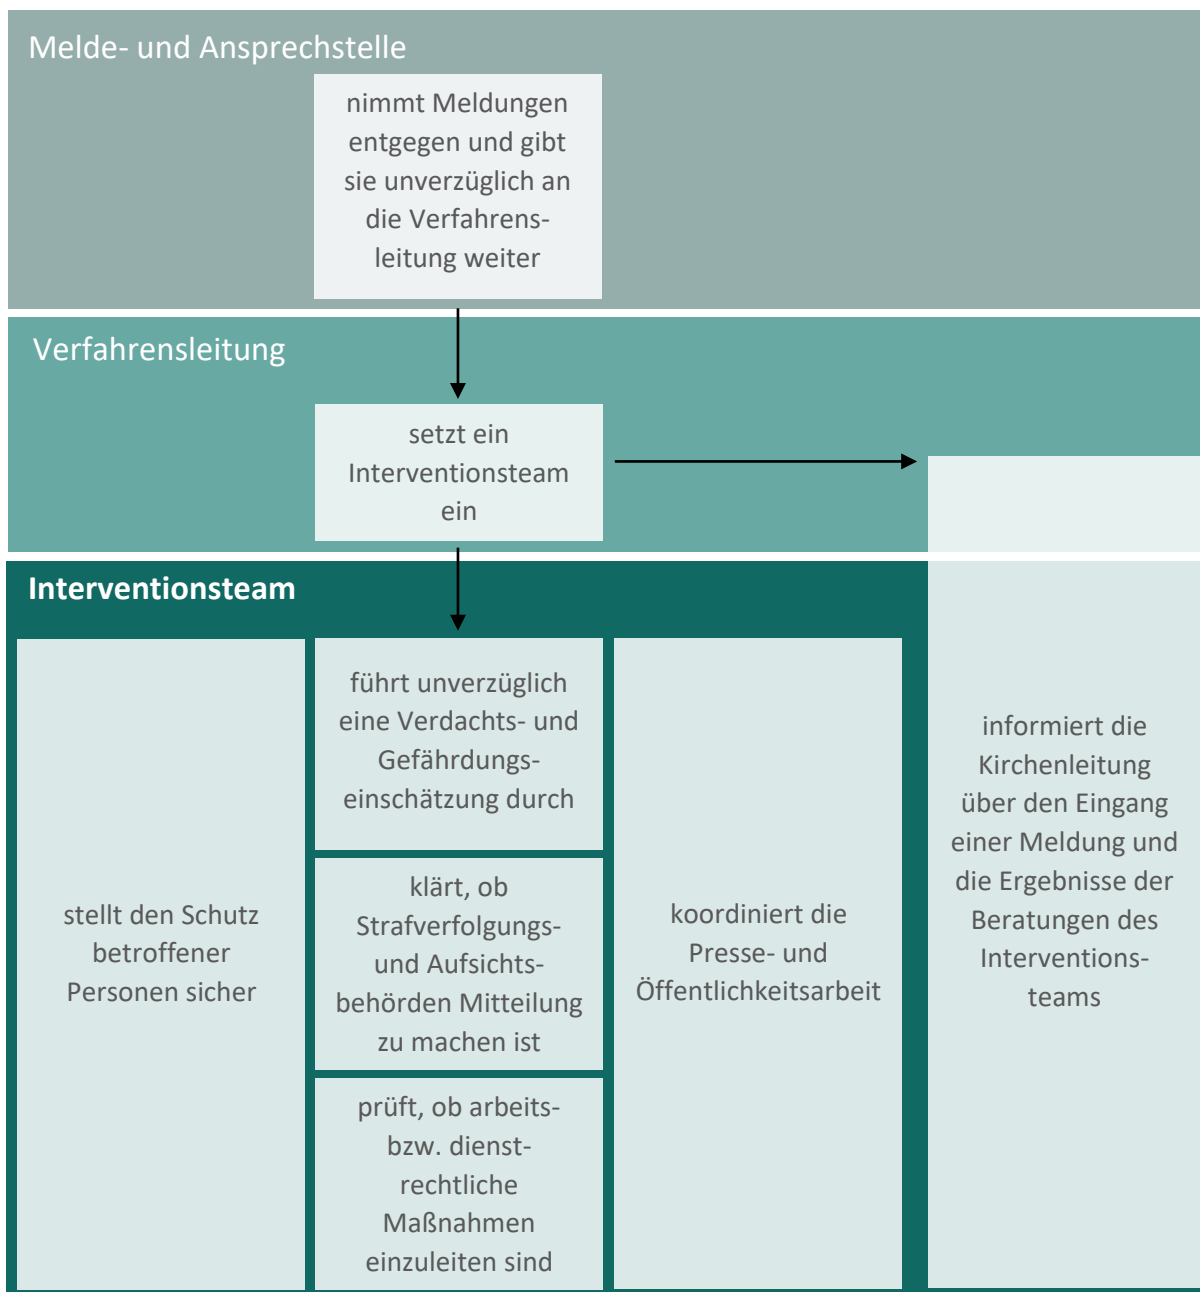 Melde- und Ansprechstelle
nimmt Meldungen
entgegen und gibt
sie unverzüglich an
die Verfahrens-
leitung weiter
Verfahrensleitung
setzt ein
Interventionsteam
ein
Interventionsteam
stellt den Schutz
betroffener
Personen sicher
führt unverzüglich
eine Verdachts- und
Gefährdungs-
einschätzung durch
klärt, ob
Strafverfolgungs-
und Aufsichts-
behörden Mitteilung
zu machen ist
prüft, ob arbeits-
bzw. dienst-
rechtliche
Maßnahmen
einzuleiten sind
koordiniert die
Presse- und
Öffentlichkeitsarbeit
informiert die
Kirchenleitung
über den Eingang
einer Meldung und
die Ergebnisse der
Beratungen des
Interventions-
teams